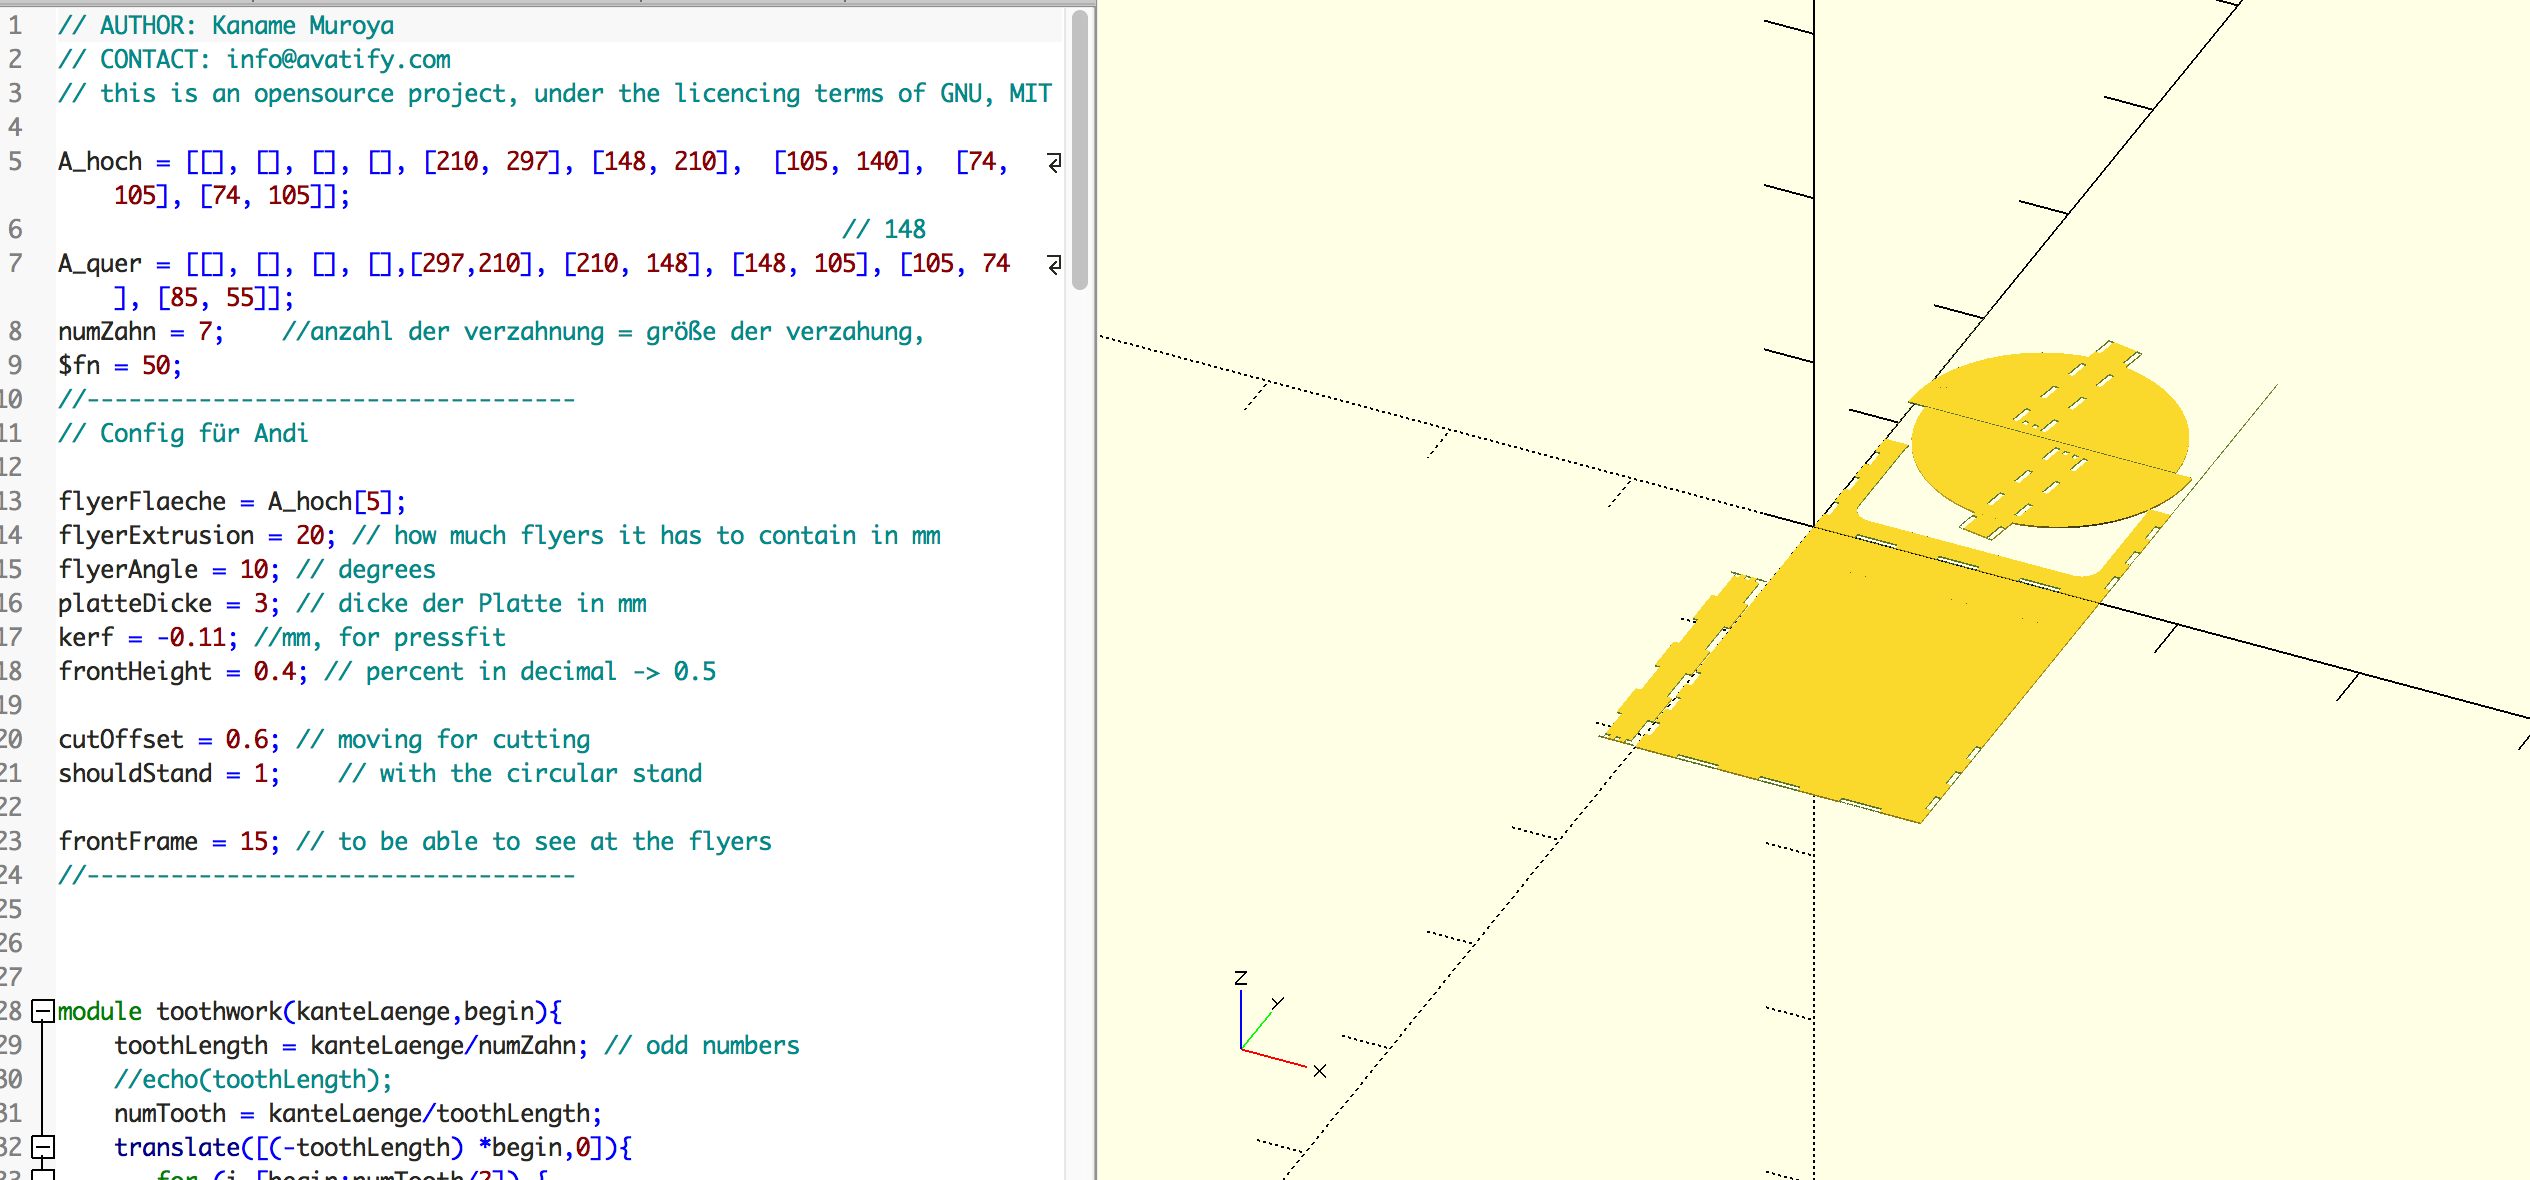 1 // AUTHOR: Kaname Muroya
2 // CONTACT: info@avatify.com
3 // this is an opensource project, under the licencing terms of GNU, MIT
4
5 A_hoch = [[], [], [], [], [210, 297], [148, 210],  [105, 140],  [74,
105], [74, 105]];
6 // 148
7 A_quer = [[], [], [], [],[297,210], [210, 148], [148, 105], [105, 74
], [85, 55]];
8 numZahn = 7;    //anzahl der verzahnung = größe der verzahung,
9 $fn = 50;
10 //-----------------------------------
11 // Config für Andi
12
13 flyerFlaeche = A_hoch[5];
14 flyerExtrusion = 20; // how much flyers it has to contain in mm
15 flyerAngle = 10; // degrees
16 platteDicke = 3; // dicke der Platte in mm
17 kerf = -0.11; //mm, for pressfit
18 frontHeight = 0.4; // percent in decimal -> 0.5
19
20 cutOffset = 0.6; // moving for cutting
21 shouldStand = 1;    // with the circular stand
22
23 frontFrame = 15; // to be able to see at the flyers
24 //-----------------------------------
25
26
27
28 module toothwork(kanteLaenge,begin){
29 toothLength = kanteLaenge/numZahn; // odd numbers
30 //echo(toothLength);
31 numTooth = kanteLaenge/toothLength;
32 translate([(-toothLength) *begin,0]){
33 for (i=[begin:numTooth/2]) {
Z
Y
X